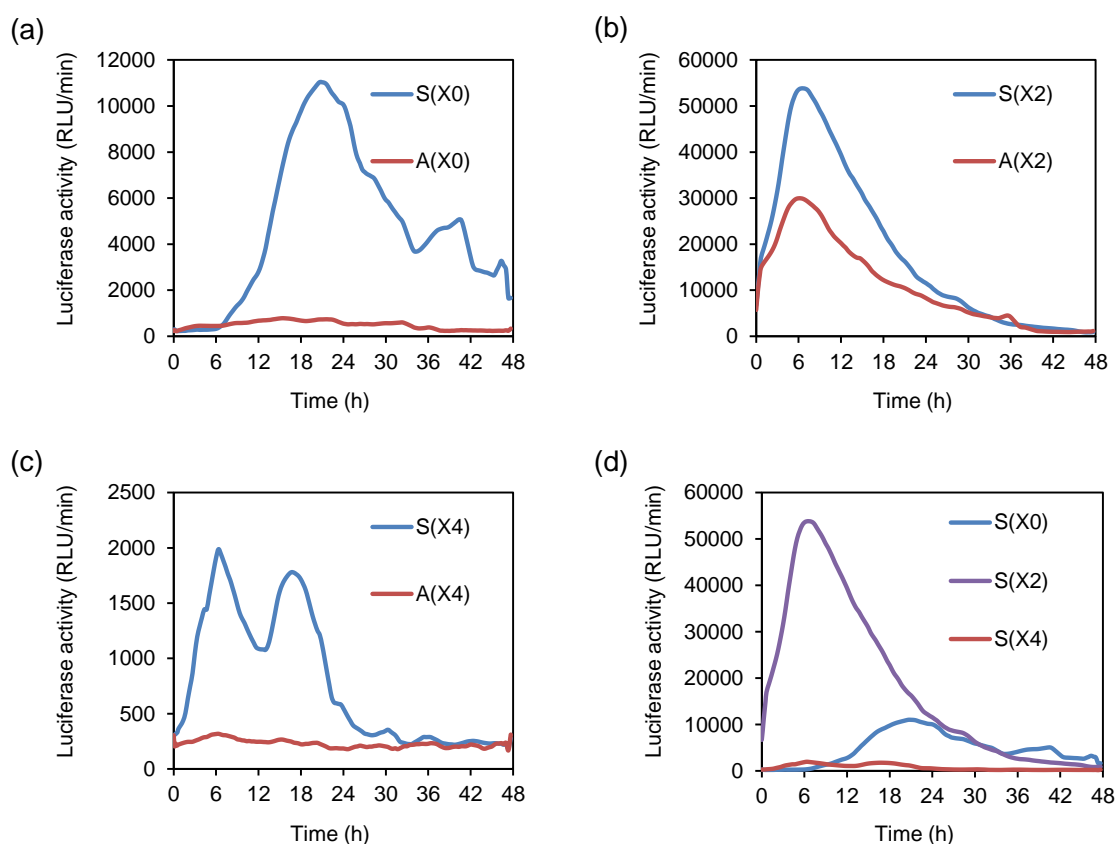 (a)
Luciferase activity (RLU/min)
12000
10000
8000
6000
4000
2000
0
S(X0)
A(X0)
0 6 12 18 24 30 36 42 48
Time (h)
(b)
Luciferase activity (RLU/min)
60000
50000
40000
30000
20000
10000
0
S(X2)
A(X2)
0 6 12 18 24 30 36 42 48
Time (h)
(c)
Luciferase activity (RLU/min)
2500
2000
1500
1000
500
0
S(X4)
A(X4)
0 6 12 18 24 30 36 42 48
Time (h)
(d)
Luciferase activity (RLU/min)
60000
50000
40000
30000
20000
10000
0
S(X0)
S(X2)
S(X4)
0 6 12 18 24 30 36 42 48
Time (h)